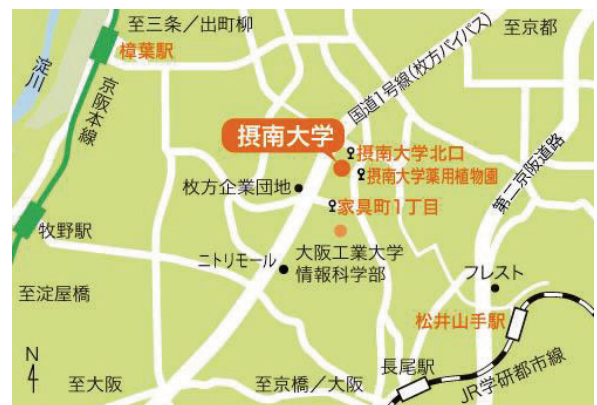 至三条／出町柳
樟葉駅
至京都
淀川
京阪本線
国道1号線(枚方バイパス)
摂南大学
摂南大学北口
摂南大学薬用植物園
第二京阪道路
枚方企業団地
家具町1丁目
牧野駅
ニトリモール
大阪工業大学
情報科学部
フレスト
至淀屋橋
松井山手駅
N
長尾駅
至大阪
至京橋／大阪
JR学研都市線